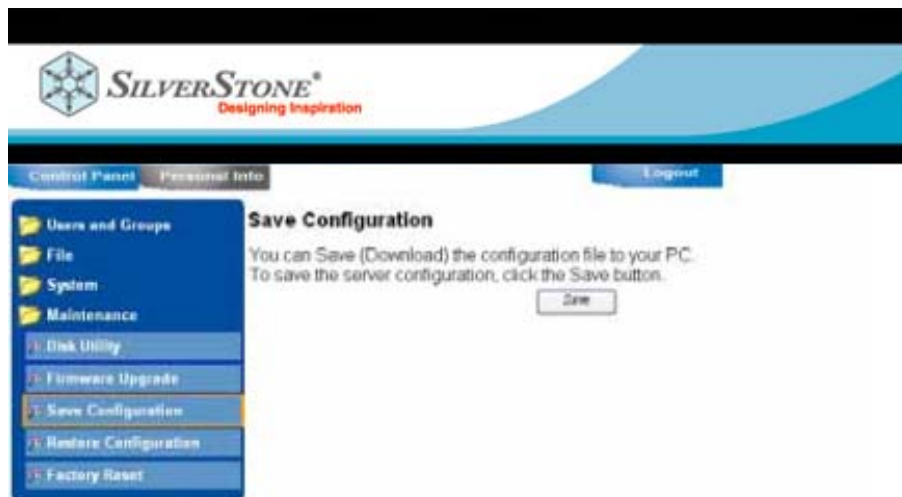 SILVERSTONE®
Designing Inspiration
Control Panel
Personal Info
Logout
Users and Groups
File
System
Maintenance
Disk Utility
Firmware Upgrade
Save Configuration
Restore Configuration
Factory Reset
Save Configuration
You can Save (Download) the configuration file to your PC.
To save the server configuration, click the Save button.
Save